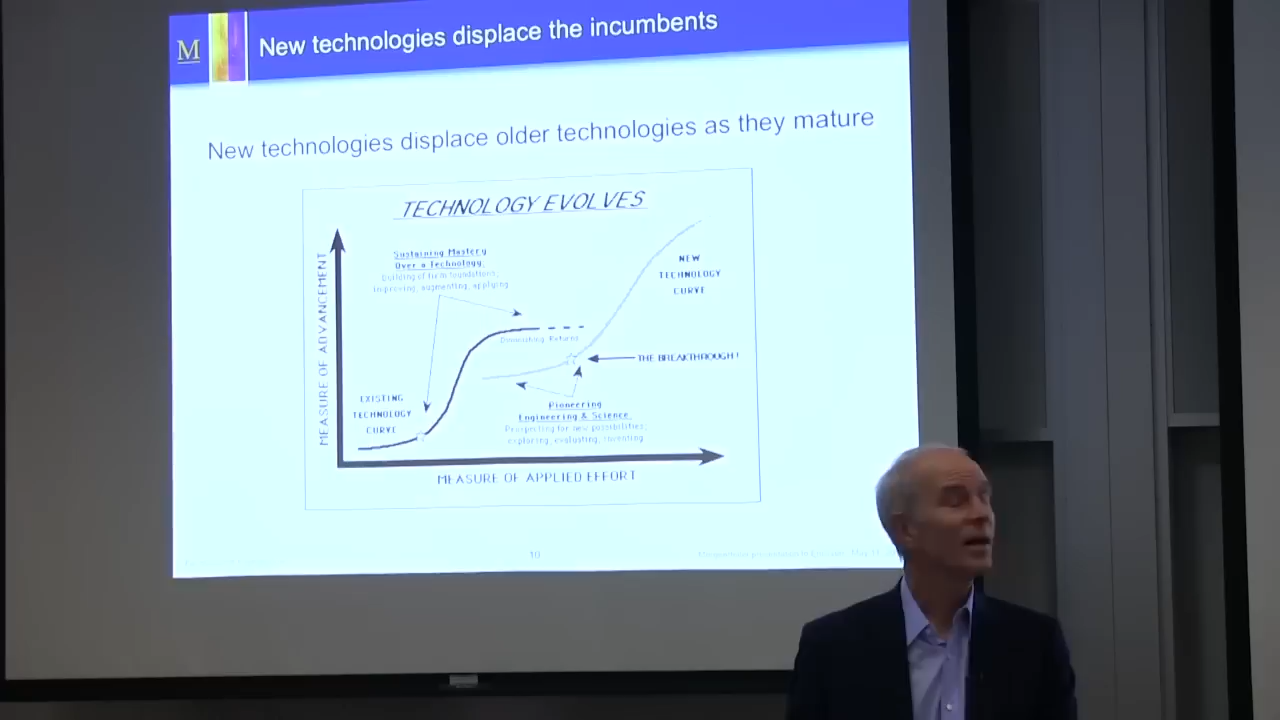 M
New technologies displace the incumbents
New technologies displace older technologies as they mature
TECHNOLOGY EVOLVES
MEASURE OF ADVANCEMENT
Sustaining Mastery
Over a Technology,
building of firm foundations,
improving, augmenting, applying
NEW
TECHNOLOGY
CURVE
Diminishing Returns
THE BREAKTHROUGH!
EXISTING
TECHNOLOGY
CURVE
Pioneering
Engineering & Science
Prospecting for new possibilities,
exploring, evaluating, inventing
MEASURE OF APPLIED EFFORT
10